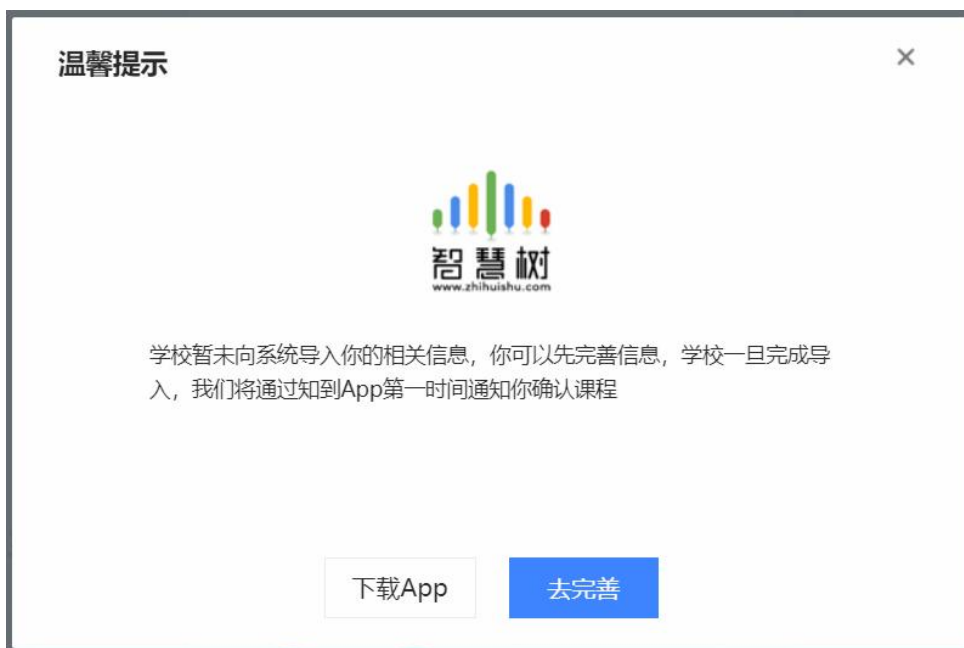 温馨提示
智慧树
www.zhihuishu.com
学校暂未向系统导入你的相关信息，你可以先完善信息，学校一旦完成导
入，我们将通过知到App第一时间通知你确认课程
下载App
去完善